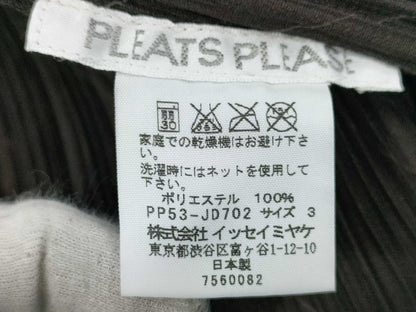 PLEATS PLEASE
30
家庭での乾燥機はお避け下さい。
洗濯時にはネットを使用して下さい。
ポリエステル 100%
PP53-JD702 サイズ 3
株式会社 イッセイミヤケ
東京都渋谷区富ヶ谷1-12-10
日本製
7560082